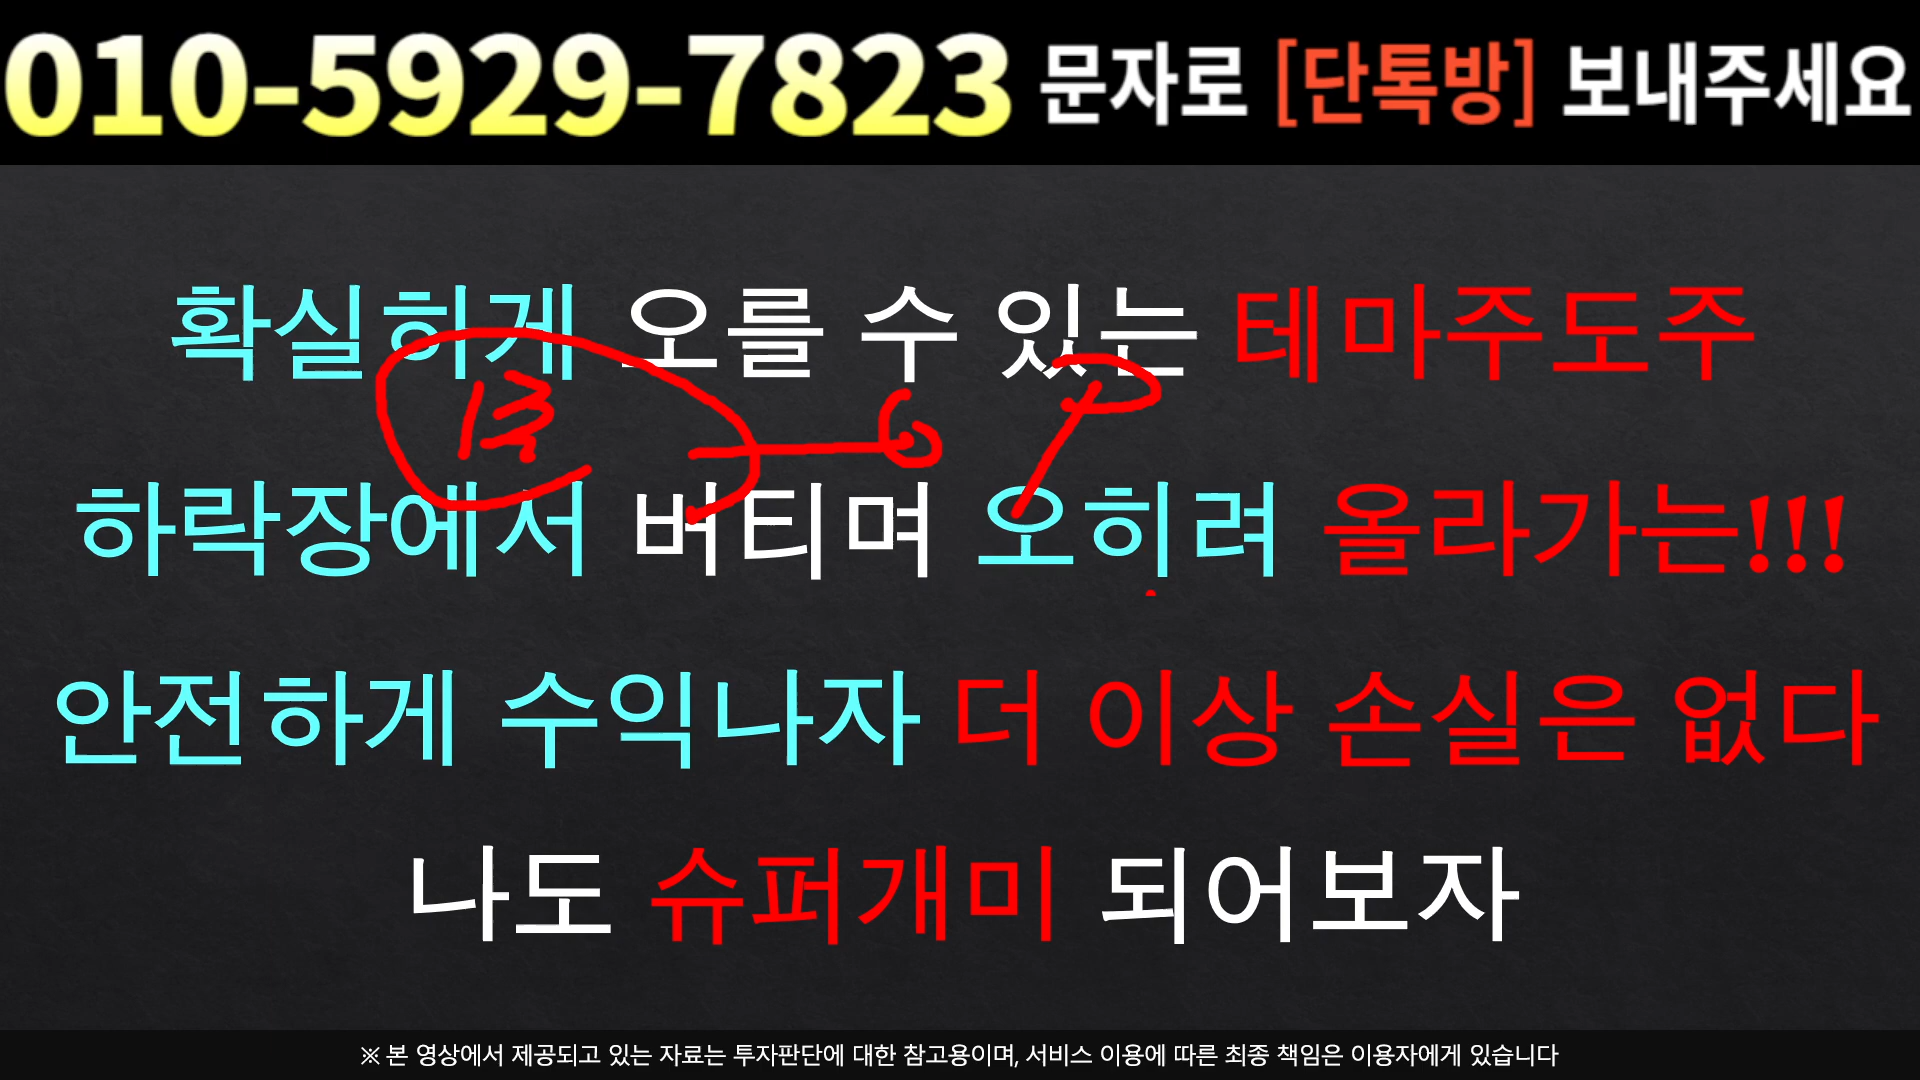 010-5929-7823 문자로 [단톡방] 보내주세요
확실하게 오를 수 있는 테마주도주
하락장에서 버티며 오히려 올라가는!!!
안전하게 수익나자 더 이상 손실은 없다
나도 슈퍼개미 되어보자
※ 본 영상에서 제공되고 있는 자료는 투자판단에 대한 참고용이며, 서비스 이용에 따른 최종 책임은 이용자에게 있습니다